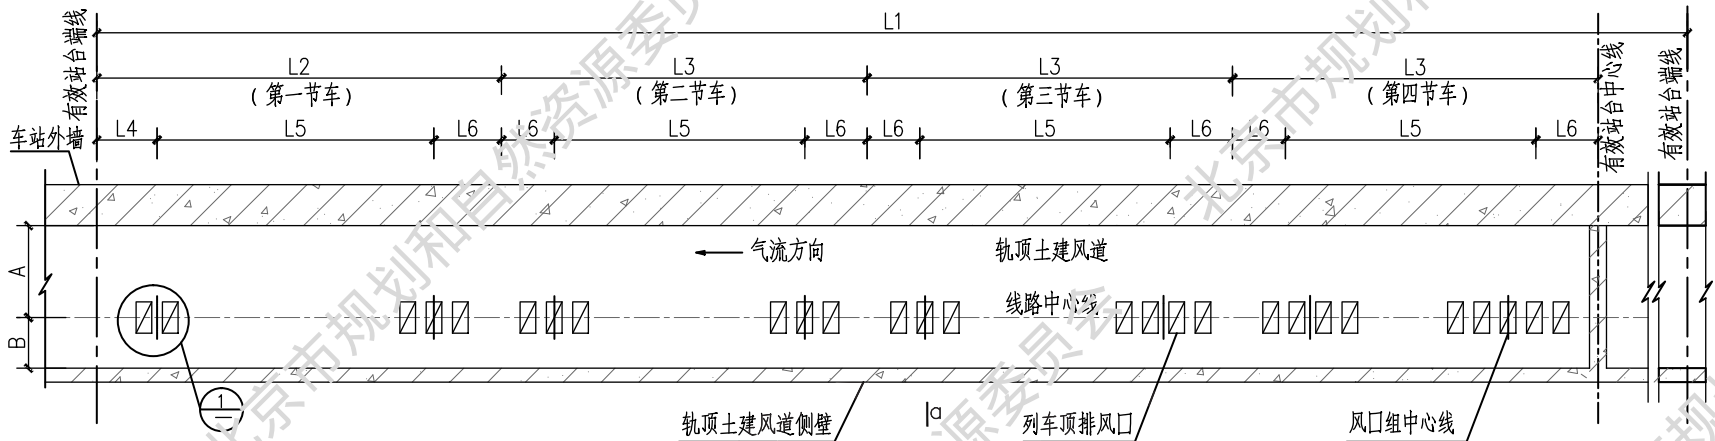 L1
L2
L3
L3
L3
(第一节车)
(第二节车)
(第三节车)
(第四节车)
L4
L5
L6
L6
L5
L6
L6
L5
L6
L6
L5
L6
有效站台端线
有效站台中心线
有效站台端线
车站外墙
气流方向
轨顶土建风道
线路中心线
A
B
1
轨顶土建风道侧壁
a
列车顶排风口
风口组中心线
北京市规划和自然资源委员
北京市规划和
源委员会
市规划